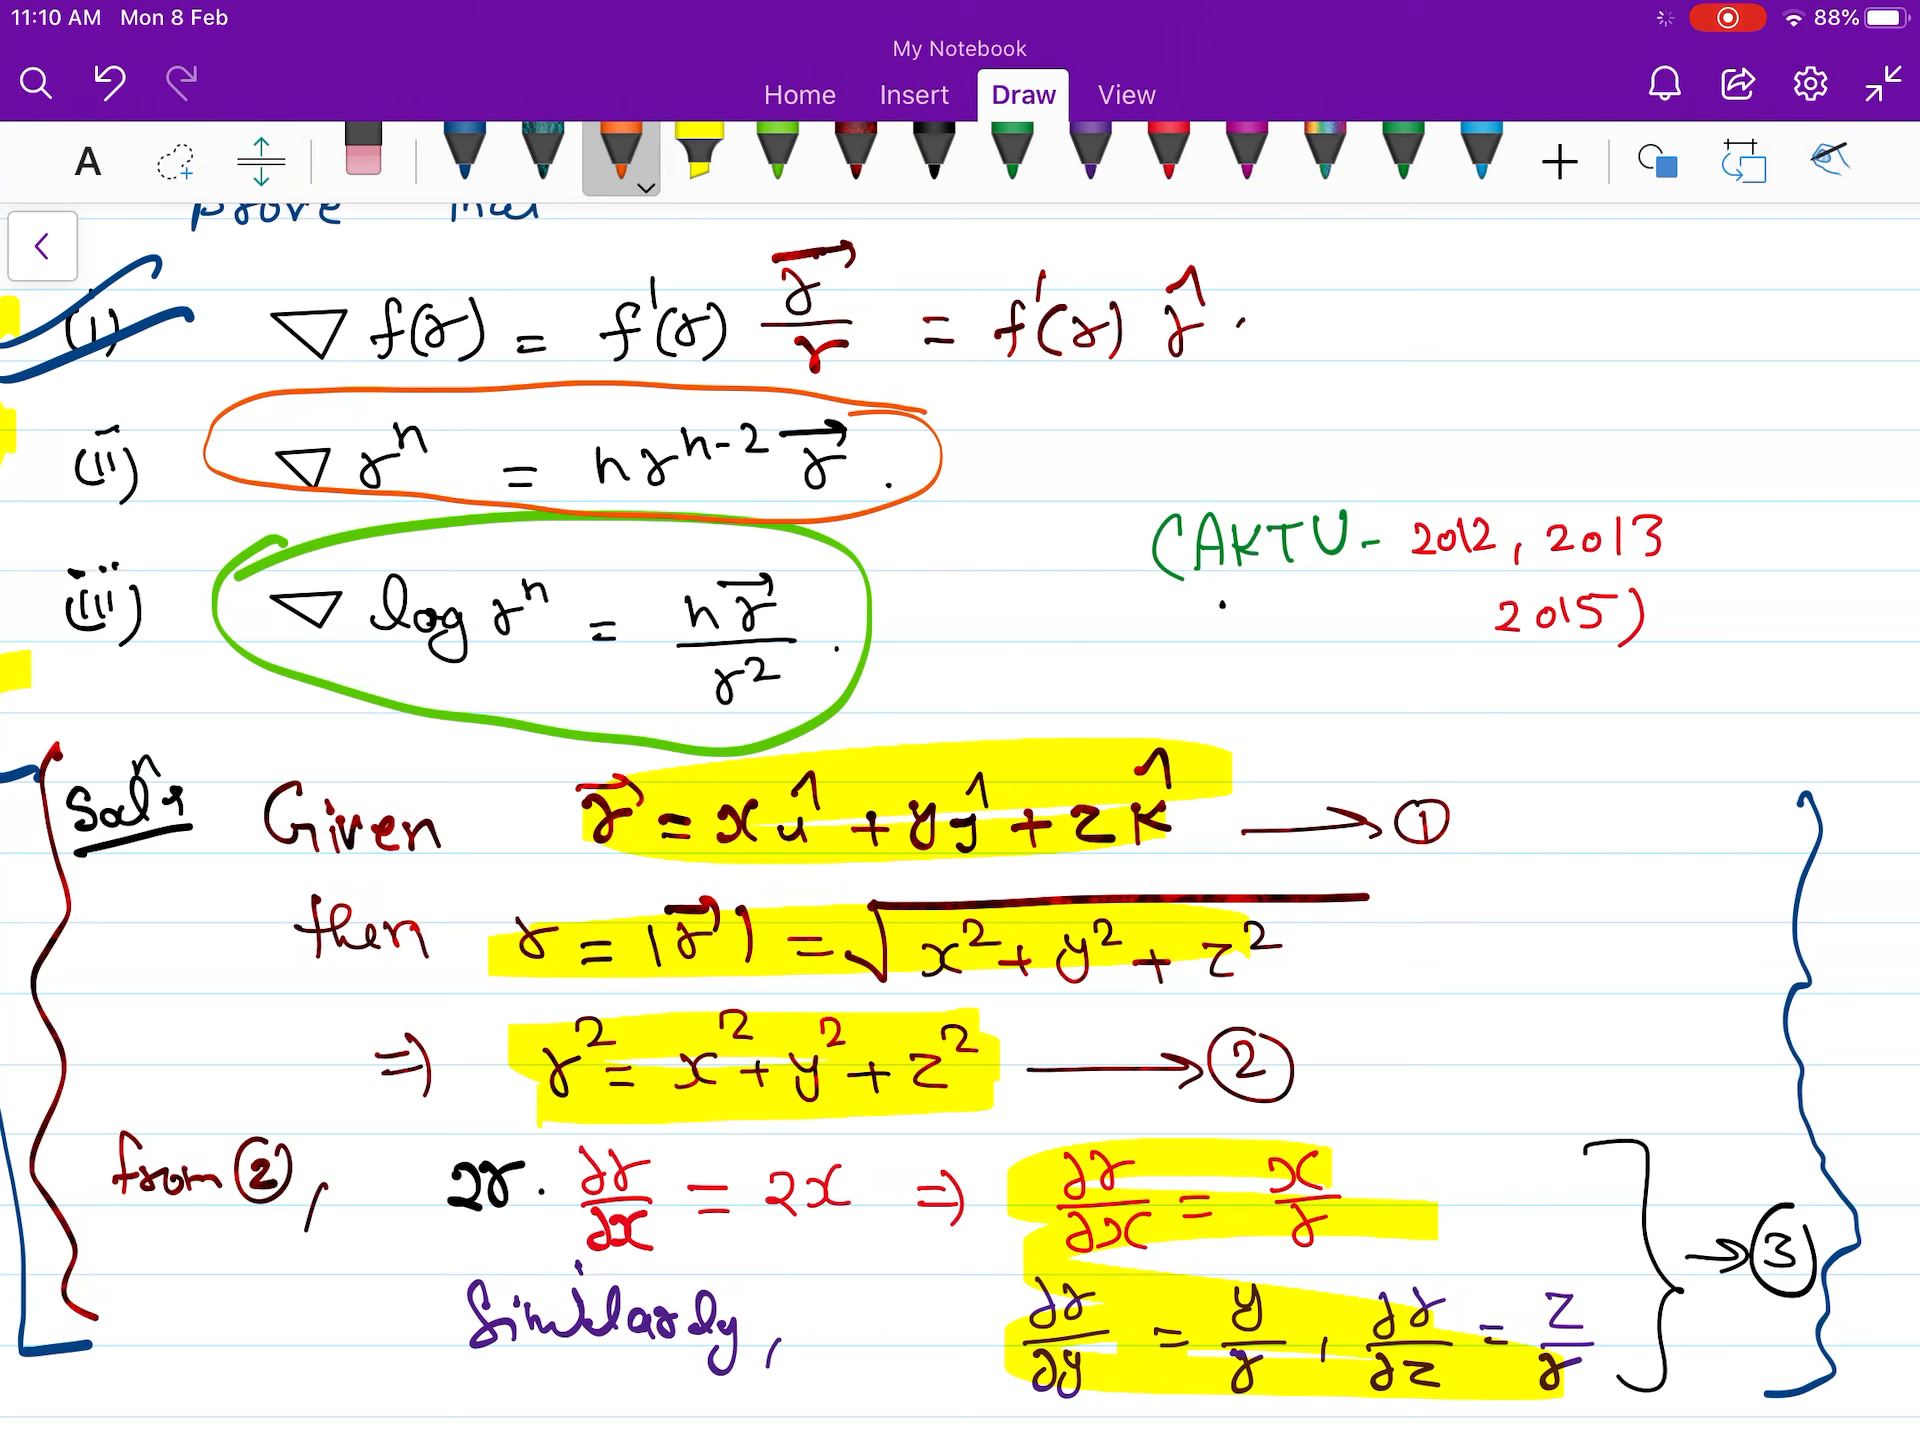 11:10 AM Mon 8 Feb 88%
My Notebook
Home Insert Draw View
A
prove that
(i) ▽ f(r) = f'(r) r⃗/r = f'(r) r̂ .
(ii) ▽ rⁿ = n rⁿ⁻² r⃗ .
(AKTU - 2012, 2013
(iii) ▽ log rⁿ = n r⃗/r² .
2015)
Solⁿ: Given r⃗ = x î + y ĵ + z k̂ → ①
then r = |r⃗| = √(x² + y² + z²)
⇒ r² = x² + y² + z² → ②
from ②, 2r · ∂r/∂x = 2x ⇒ ∂r/∂x = x/r
] → ③
Similarly, ∂r/∂y = y/r , ∂r/∂z = z/r